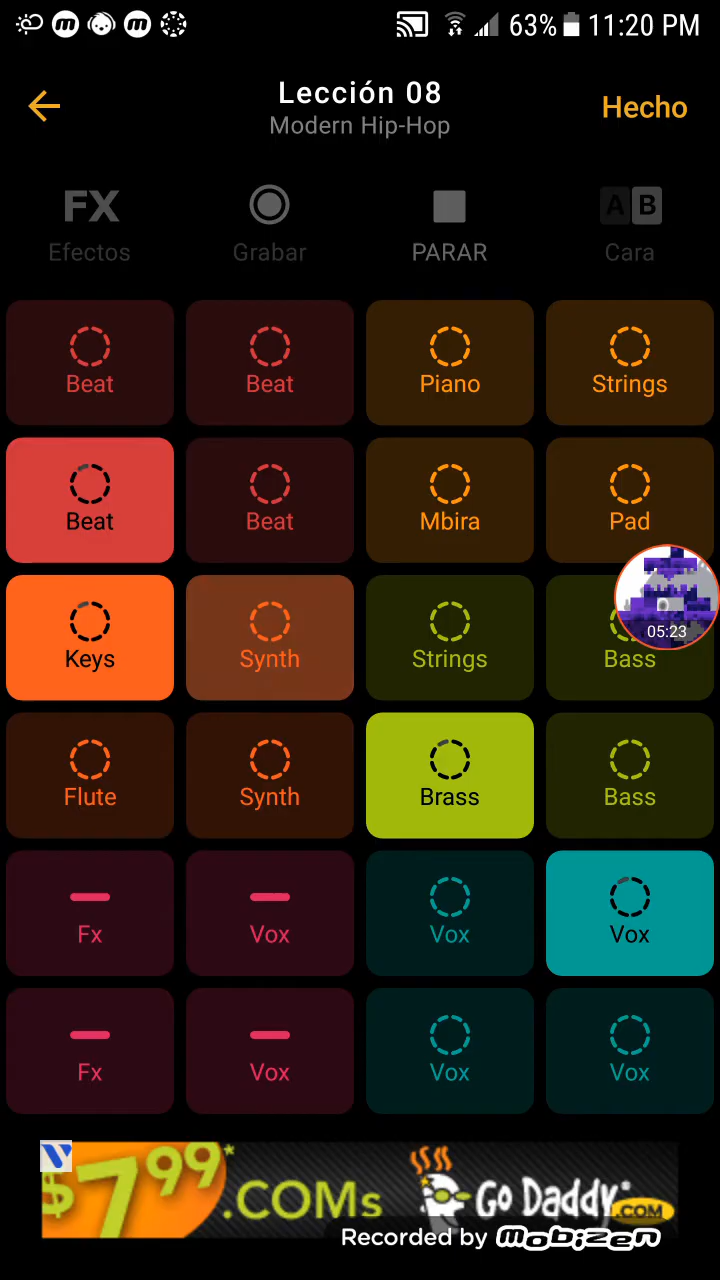 63% 11:20 PM
Lección 08
Modern Hip-Hop
Hecho
FX
A B
Efectos Grabar PARAR Cara
Beat Beat Piano Strings
Beat Beat Mbira Pad
05:23
Keys Synth Strings Bass
Flute Synth Brass Bass
Fx Vox Vox Vox
Fx Vox Vox Vox
$7.99* .COMs Go Daddy .COM
Recorded by mobizen